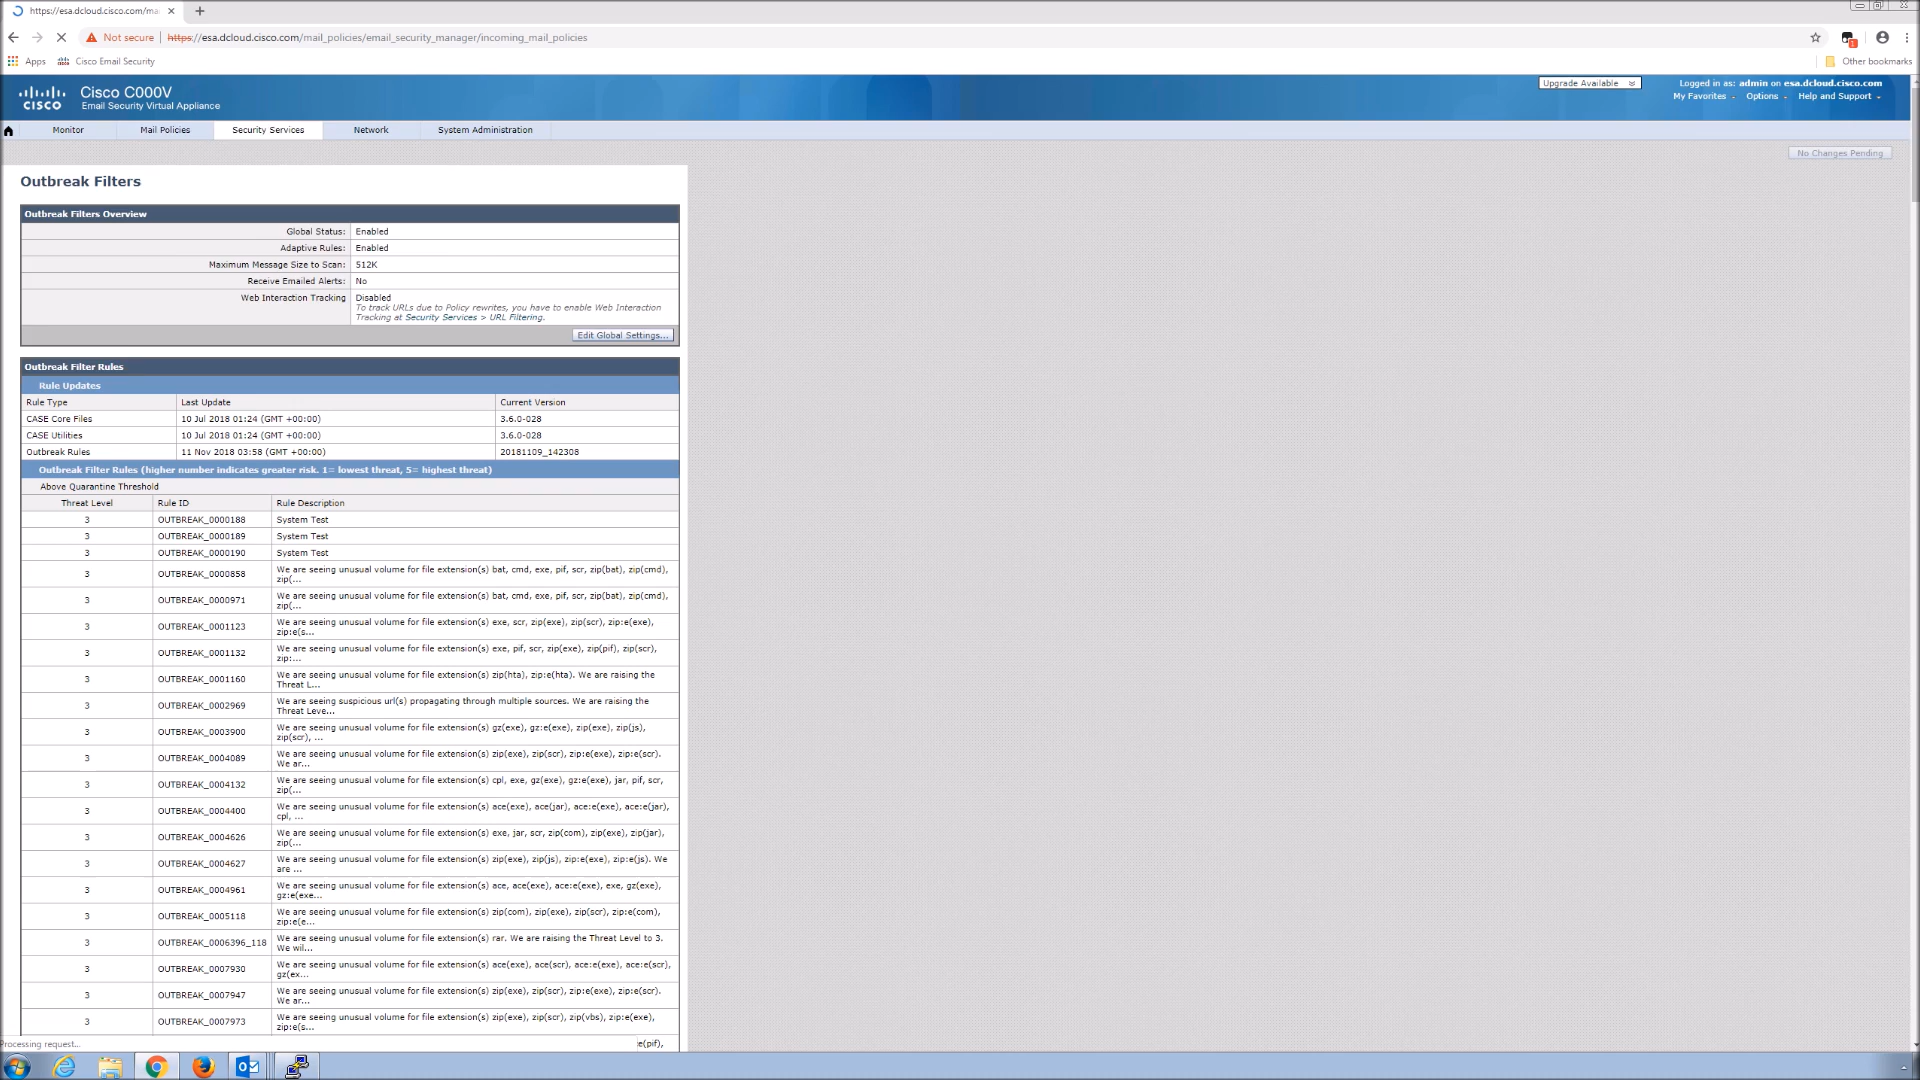 https://esa.dcloud.cisco.com/ma
Not secure | https://esa.dcloud.cisco.com/mail_policies/email_security_manager/incoming_mail_policies
1
Apps Cisco Email Security Other bookmarks
CISCO
Cisco C000V
Email Security Virtual Appliance
Upgrade Available
Logged in as: admin on esa.dcloud.cisco.com
My Favorites Options Help and Support
Monitor Mail Policies Security Services Network System Administration
No Changes Pending
Outbreak Filters
Outbreak Filters Overview
Global Status: Enabled
Adaptive Rules: Enabled
Maximum Message Size to Scan: 512K
Receive Emailed Alerts: No
Web Interaction Tracking Disabled
To track URLs due to Policy rewrites, you have to enable Web Interaction
Tracking at Security Services > URL Filtering.
Edit Global Settings...
Outbreak Filter Rules
Rule Updates
Rule Type Last Update Current Version
CASE Core Files 10 Jul 2018 01:24 (GMT +00:00) 3.6.0-028
CASE Utilities 10 Jul 2018 01:24 (GMT +00:00) 3.6.0-028
Outbreak Rules 11 Nov 2018 03:58 (GMT +00:00) 20181109_142308
Outbreak Filter Rules (higher number indicates greater risk. 1= lowest threat, 5= highest threat)
Above Quarantine Threshold
Threat Level Rule ID Rule Description
3 OUTBREAK_0000188 System Test
3 OUTBREAK_0000189 System Test
3 OUTBREAK_0000190 System Test
3 OUTBREAK_0000858 We are seeing unusual volume for file extension(s) bat, cmd, exe, pif, scr, zip(bat), zip(cmd),
zip(...
3 OUTBREAK_0000971 We are seeing unusual volume for file extension(s) bat, cmd, exe, pif, scr, zip(bat), zip(cmd),
zip(...
3 OUTBREAK_0001123 We are seeing unusual volume for file extension(s) exe, scr, zip(exe), zip(scr), zip:e(exe),
zip:e(s...
3 OUTBREAK_0001132 We are seeing unusual volume for file extension(s) exe, pif, scr, zip(exe), zip(pif), zip(scr),
zip:...
3 OUTBREAK_0001160 We are seeing unusual volume for file extension(s) zip(hta), zip:e(hta). We are raising the
Threat L...
3 OUTBREAK_0002969 We are seeing suspicious url(s) propagating through multiple sources. We are raising the
Threat Leve...
3 OUTBREAK_0003900 We are seeing unusual volume for file extension(s) gz(exe), gz:e(exe), zip(exe), zip(js),
zip(scr), ...
3 OUTBREAK_0004089 We are seeing unusual volume for file extension(s) zip(exe), zip(scr), zip:e(exe), zip:e(scr).
We ar...
3 OUTBREAK_0004132 We are seeing unusual volume for file extension(s) cpl, exe, gz(exe), gz:e(exe), jar, pif, scr,
zip(...
3 OUTBREAK_0004400 We are seeing unusual volume for file extension(s) ace(exe), ace(jar), ace:e(exe), ace:e(jar),
cpl, ...
3 OUTBREAK_0004626 We are seeing unusual volume for file extension(s) exe, jar, scr, zip(com), zip(exe), zip(jar),
zip(...
3 OUTBREAK_0004627 We are seeing unusual volume for file extension(s) zip(exe), zip(js), zip:e(exe), zip:e(js). We
are ...
3 OUTBREAK_0004961 We are seeing unusual volume for file extension(s) ace, ace(exe), ace:e(exe), exe, gz(exe),
gz:e(exe...
3 OUTBREAK_0005118 We are seeing unusual volume for file extension(s) zip(com), zip(exe), zip(scr), zip:e(com),
zip:e(e...
3 OUTBREAK_0006396_118 We are seeing unusual volume for file extension(s) rar. We are raising the Threat Level to 3.
We wil...
3 OUTBREAK_0007930 We are seeing unusual volume for file extension(s) ace(exe), ace(scr), ace:e(exe), ace:e(scr),
gz(ex...
3 OUTBREAK_0007947 We are seeing unusual volume for file extension(s) zip(exe), zip(scr), zip:e(exe), zip:e(scr).
We ar...
3 OUTBREAK_0007973 We are seeing unusual volume for file extension(s) zip(exe), zip(scr), zip(vbs), zip:e(exe),
zip:e(s...
Processing request... e(pif),